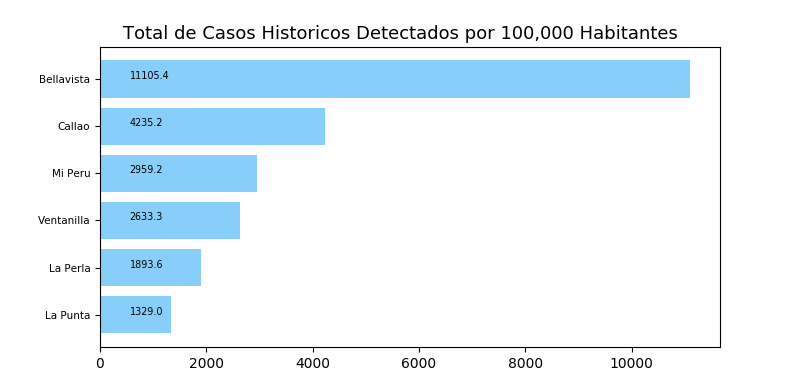 Total de Casos Historicos Detectados por 100,000 Habitantes
Bellavista 11105.4
Callao 4235.2
Mi Peru 2959.2
Ventanilla 2633.3
La Perla 1893.6
La Punta 1329.0
0 2000 4000 6000 8000 10000